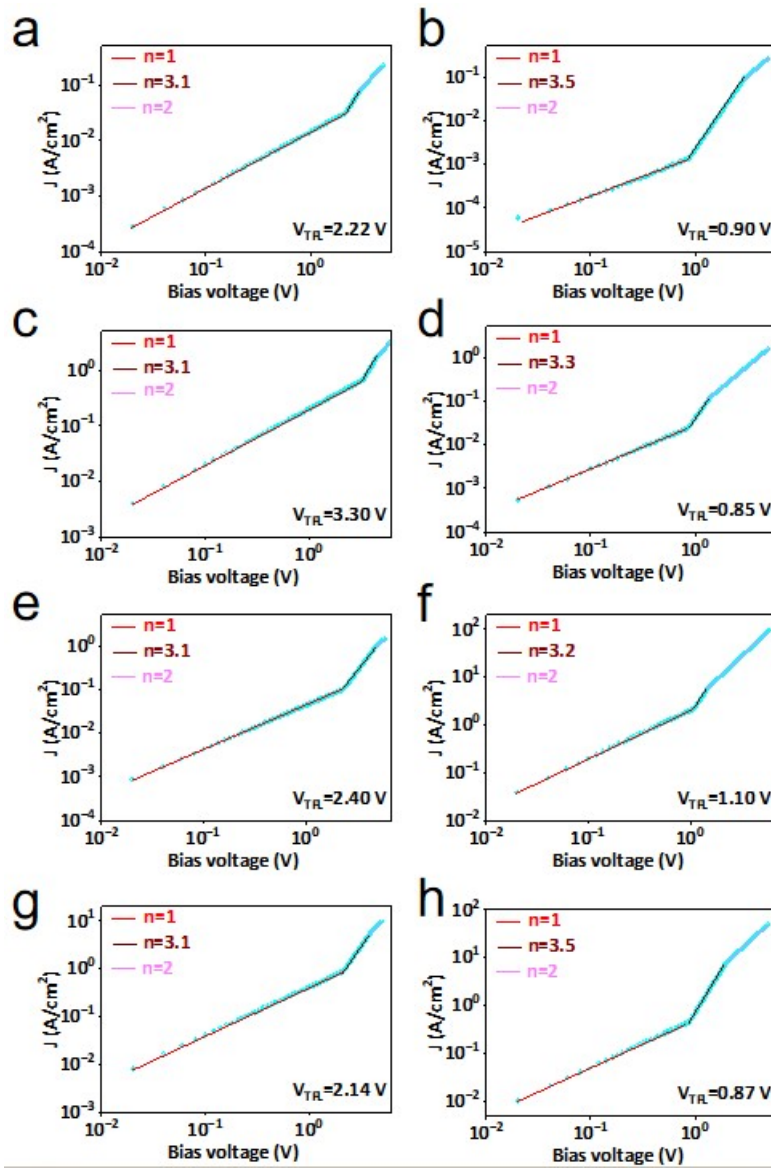 a
10⁻¹
10⁻²
10⁻³
10⁻⁴
J (A/cm²)
n=1
n=3.1
n=2
V_TFL=2.22 V
10⁻² 10⁻¹ 10⁰
Bias voltage (V)
b
10⁻¹
10⁻²
10⁻³
10⁻⁴
10⁻⁵
J (A/cm²)
n=1
n=3.5
n=2
V_TFL=0.90 V
10⁻² 10⁻¹ 10⁰
Bias voltage (V)
c
10⁰
10⁻¹
10⁻²
10⁻³
J (A/cm²)
n=1
n=3.1
n=2
V_TFL=3.30 V
10⁻² 10⁻¹ 10⁰
Bias voltage (V)
d
10⁰
10⁻¹
10⁻²
10⁻³
10⁻⁴
J (A/cm²)
n=1
n=3.3
n=2
V_TFL=0.85 V
10⁻² 10⁻¹ 10⁰
Bias voltage (V)
e
10⁰
10⁻¹
10⁻²
10⁻³
10⁻⁴
J (A/cm²)
n=1
n=3.1
n=2
V_TFL=2.40 V
10⁻² 10⁻¹ 10⁰
Bias voltage (V)
f
10²
10¹
10⁰
10⁻¹
10⁻²
J (A/cm²)
n=1
n=3.2
n=2
V_TFL=1.10 V
10⁻² 10⁻¹ 10⁰
Bias voltage (V)
g
10¹
10⁰
10⁻¹
10⁻²
10⁻³
J (A/cm²)
n=1
n=3.1
n=2
V_TFL=2.14 V
10⁻² 10⁻¹ 10⁰
Bias voltage (V)
h
10²
10¹
10⁰
10⁻¹
10⁻²
J (A/cm²)
n=1
n=3.5
n=2
V_TFL=0.87 V
10⁻² 10⁻¹ 10⁰
Bias voltage (V)